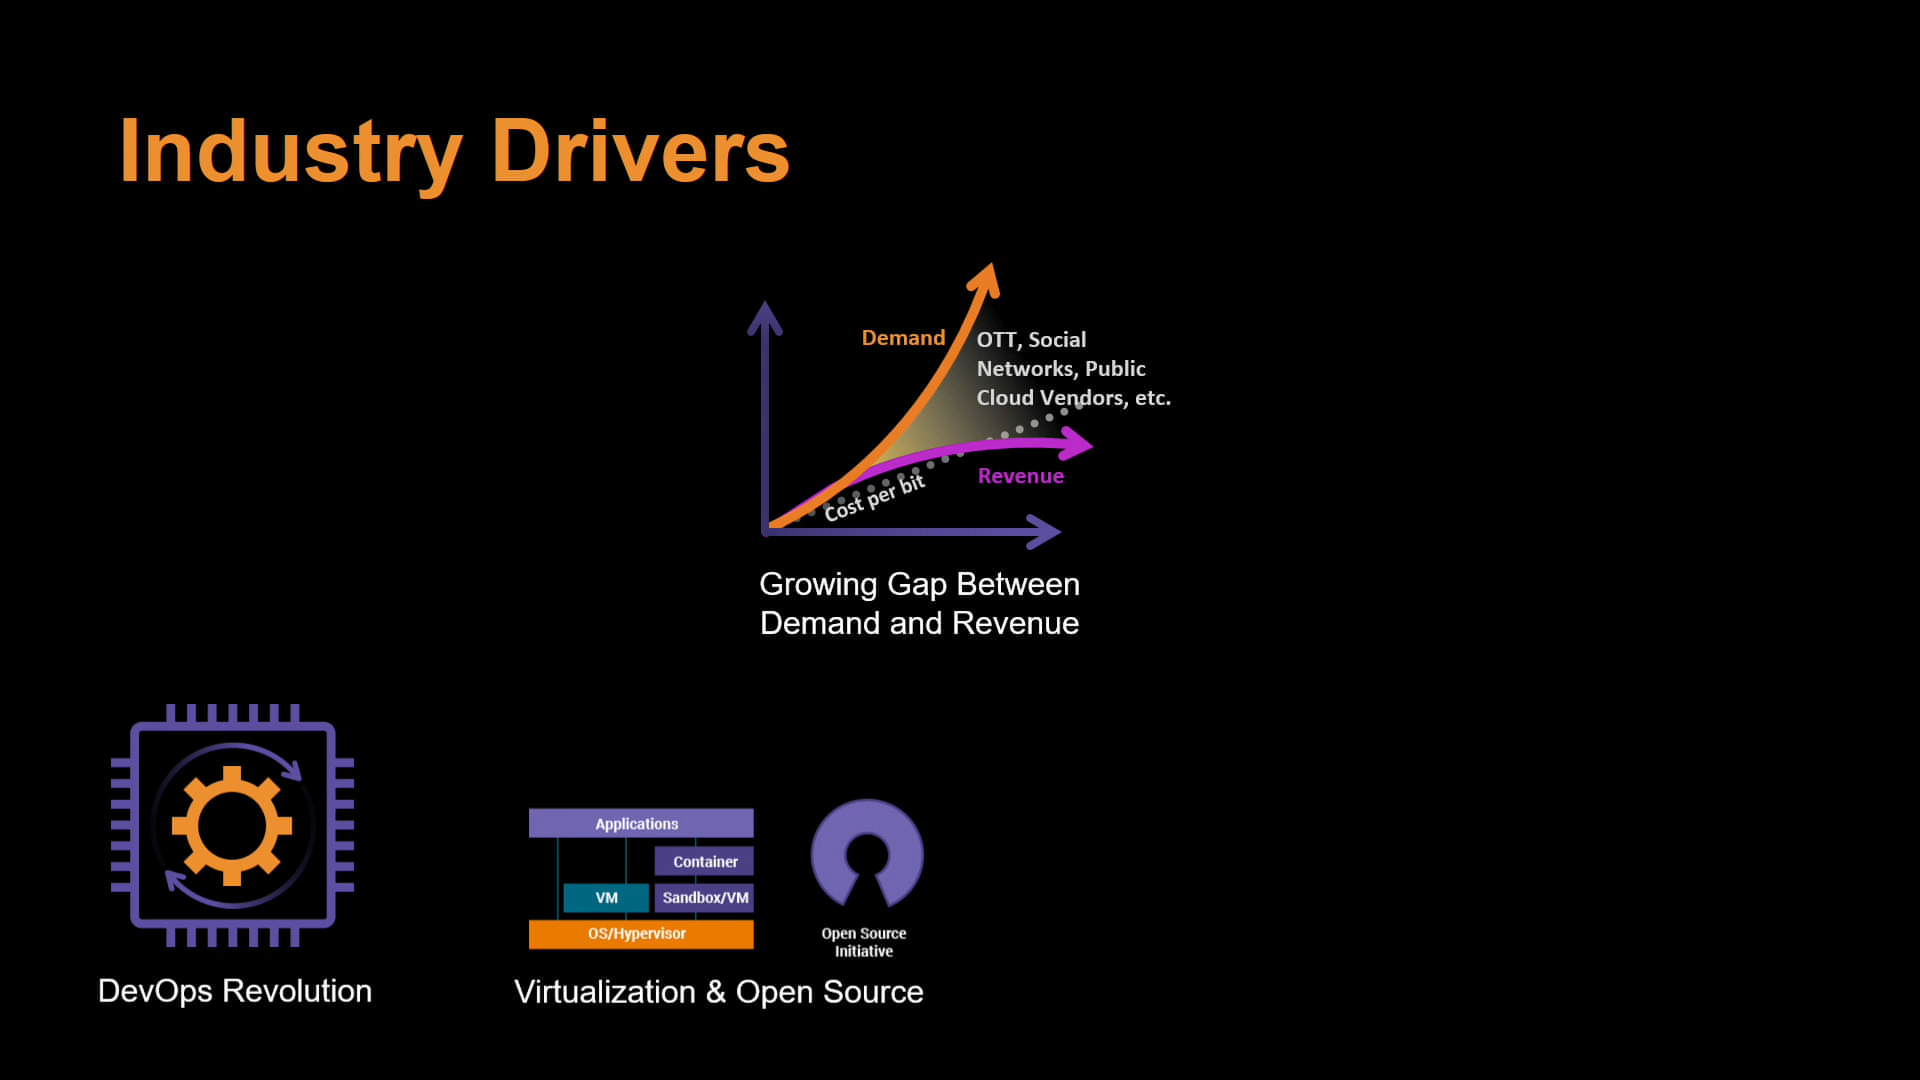 Industry Drivers
Demand
OTT, Social
Networks, Public
Cloud Vendors, etc.
Revenue
Cost per bit
Growing Gap Between
Demand and Revenue
DevOps Revolution
Applications
Container
VM
Sandbox/VM
OS/Hypervisor
Open Source
Initiative
Virtualization & Open Source